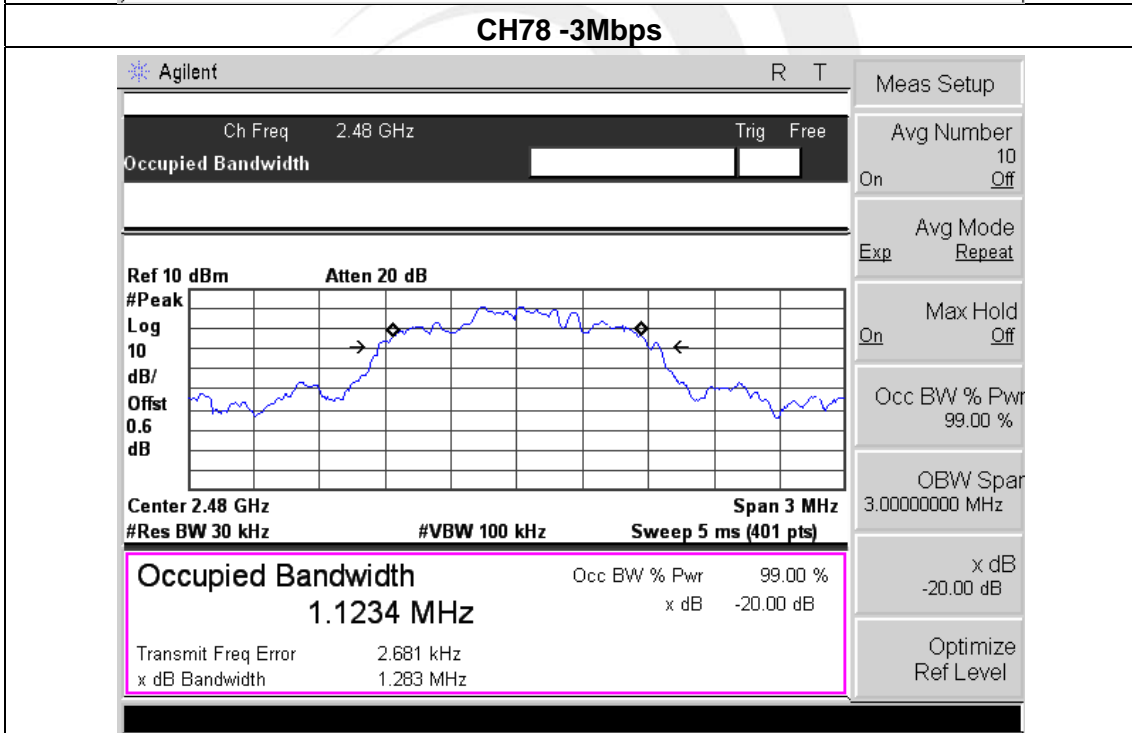 CH78 -3Mbps
Agilent R T
Ch Freq 2.48 GHz Trig Free
Occupied Bandwidth
Ref 10 dBm Atten 20 dB
#Peak
Log
10
dB/
Offst
0.6
dB
Center 2.48 GHz Span 3 MHz
#Res BW 30 kHz #VBW 100 kHz Sweep 5 ms (401 pts)
Occupied Bandwidth
1.1234 MHz
Occ BW % Pwr 99.00 %
x dB -20.00 dB
Transmit Freq Error 2.681 kHz
x dB Bandwidth 1.283 MHz
Meas Setup
Avg Number
10
On Off
Avg Mode
Exp Repeat
Max Hold
On Off
Occ BW % Pwr
99.00 %
OBW Span
3.00000000 MHz
x dB
-20.00 dB
Optimize
Ref Level